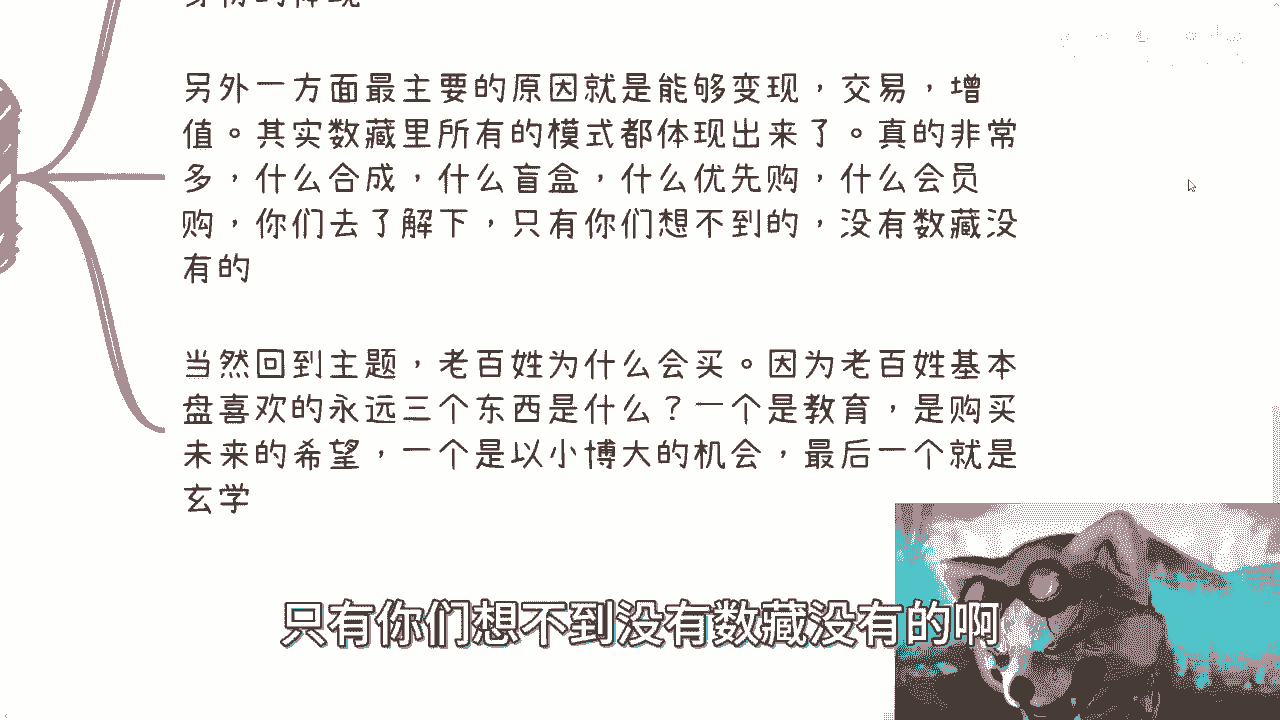 另外一方面最主要的原因就是能够变现，交易，增
值。其实数藏里所有的模式都体现出来了。真的非常
多，什么合成，什么盲盒，什么优先购，什么会员
购，你们去了解下，只有你们想不到的，没有数藏没
有的
当然回到主题，老百姓为什么会买。因为老百姓基本
盘喜欢的永远三个东西是什么？一个是教育，是购买
未来的希望，一个是以小博大的机会，最后一个就是
玄学
只有你们想不到没有数藏没有的啊